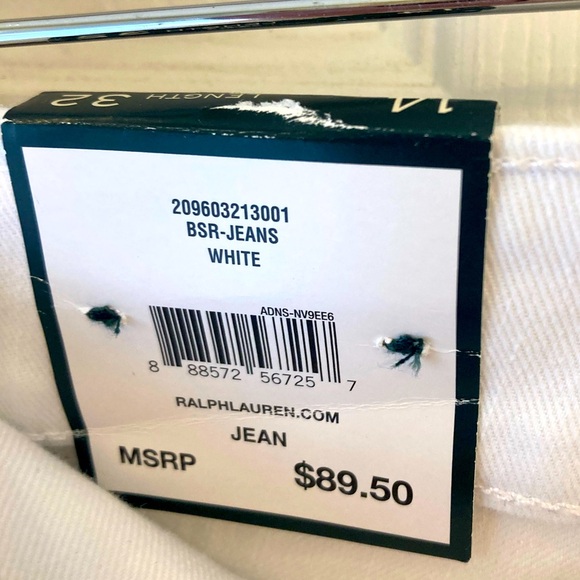 14
LENGTH 32
209603213001
BSR-JEANS
WHITE
ADNS-NV9EE6
8 88572 56725 7
RALPHLAUREN.COM
JEAN
MSRP $89.50